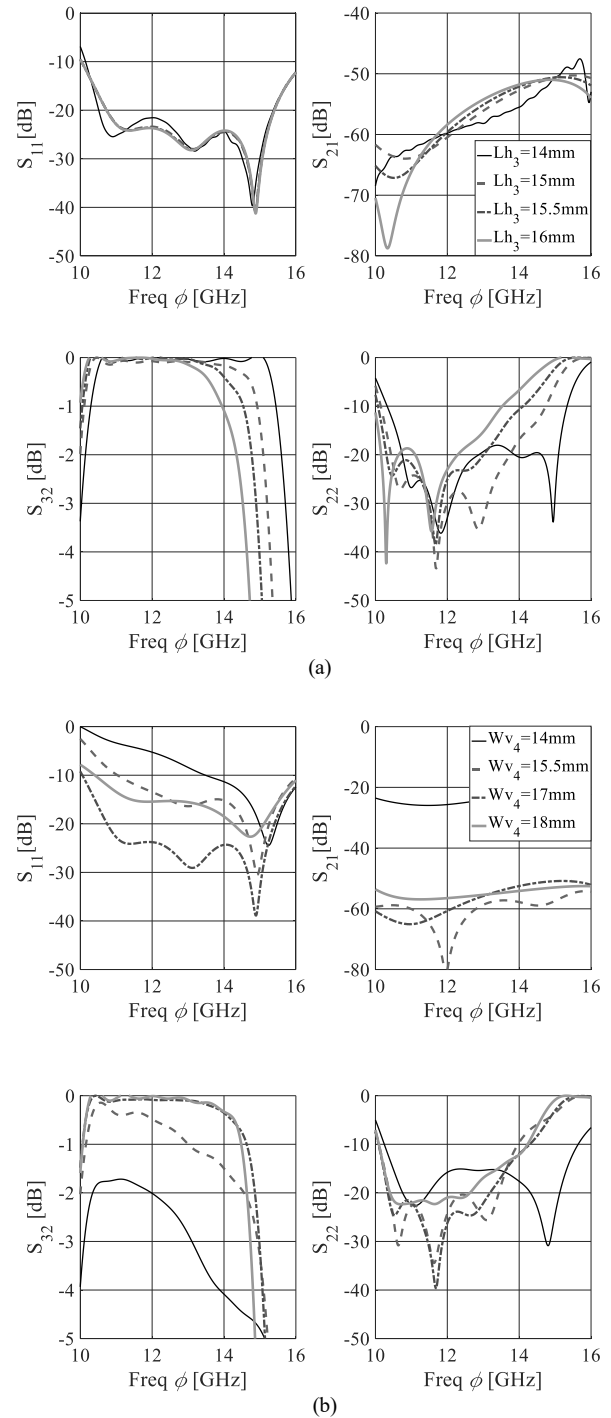 0
-10
-20
-30
-40
-50
S11[dB]
10 12 14 16
Freq ϕ [GHz]
-40
-50
-60
-70
-80
S21[dB]
Lh3=14mm
Lh3=15mm
Lh3=15.5mm
Lh3=16mm
10 12 14 16
Freq ϕ [GHz]
0
-1
-2
-3
-4
-5
S32 [dB]
10 12 14 16
Freq ϕ [GHz]
0
-10
-20
-30
-40
-50
S22 [dB]
10 12 14 16
Freq ϕ [GHz]
(a)
0
-10
-20
-30
-40
-50
S11[dB]
10 12 14 16
Freq ϕ [GHz]
0
-20
-40
-60
-80
S21[dB]
Wv4=14mm
Wv4=15.5mm
Wv4=17mm
Wv4=18mm
10 12 14 16
Freq ϕ [GHz]
0
-1
-2
-3
-4
-5
S32 [dB]
10 12 14 16
Freq ϕ [GHz]
0
-10
-20
-30
-40
-50
S22 [dB]
10 12 14 16
Freq ϕ [GHz]
(b)